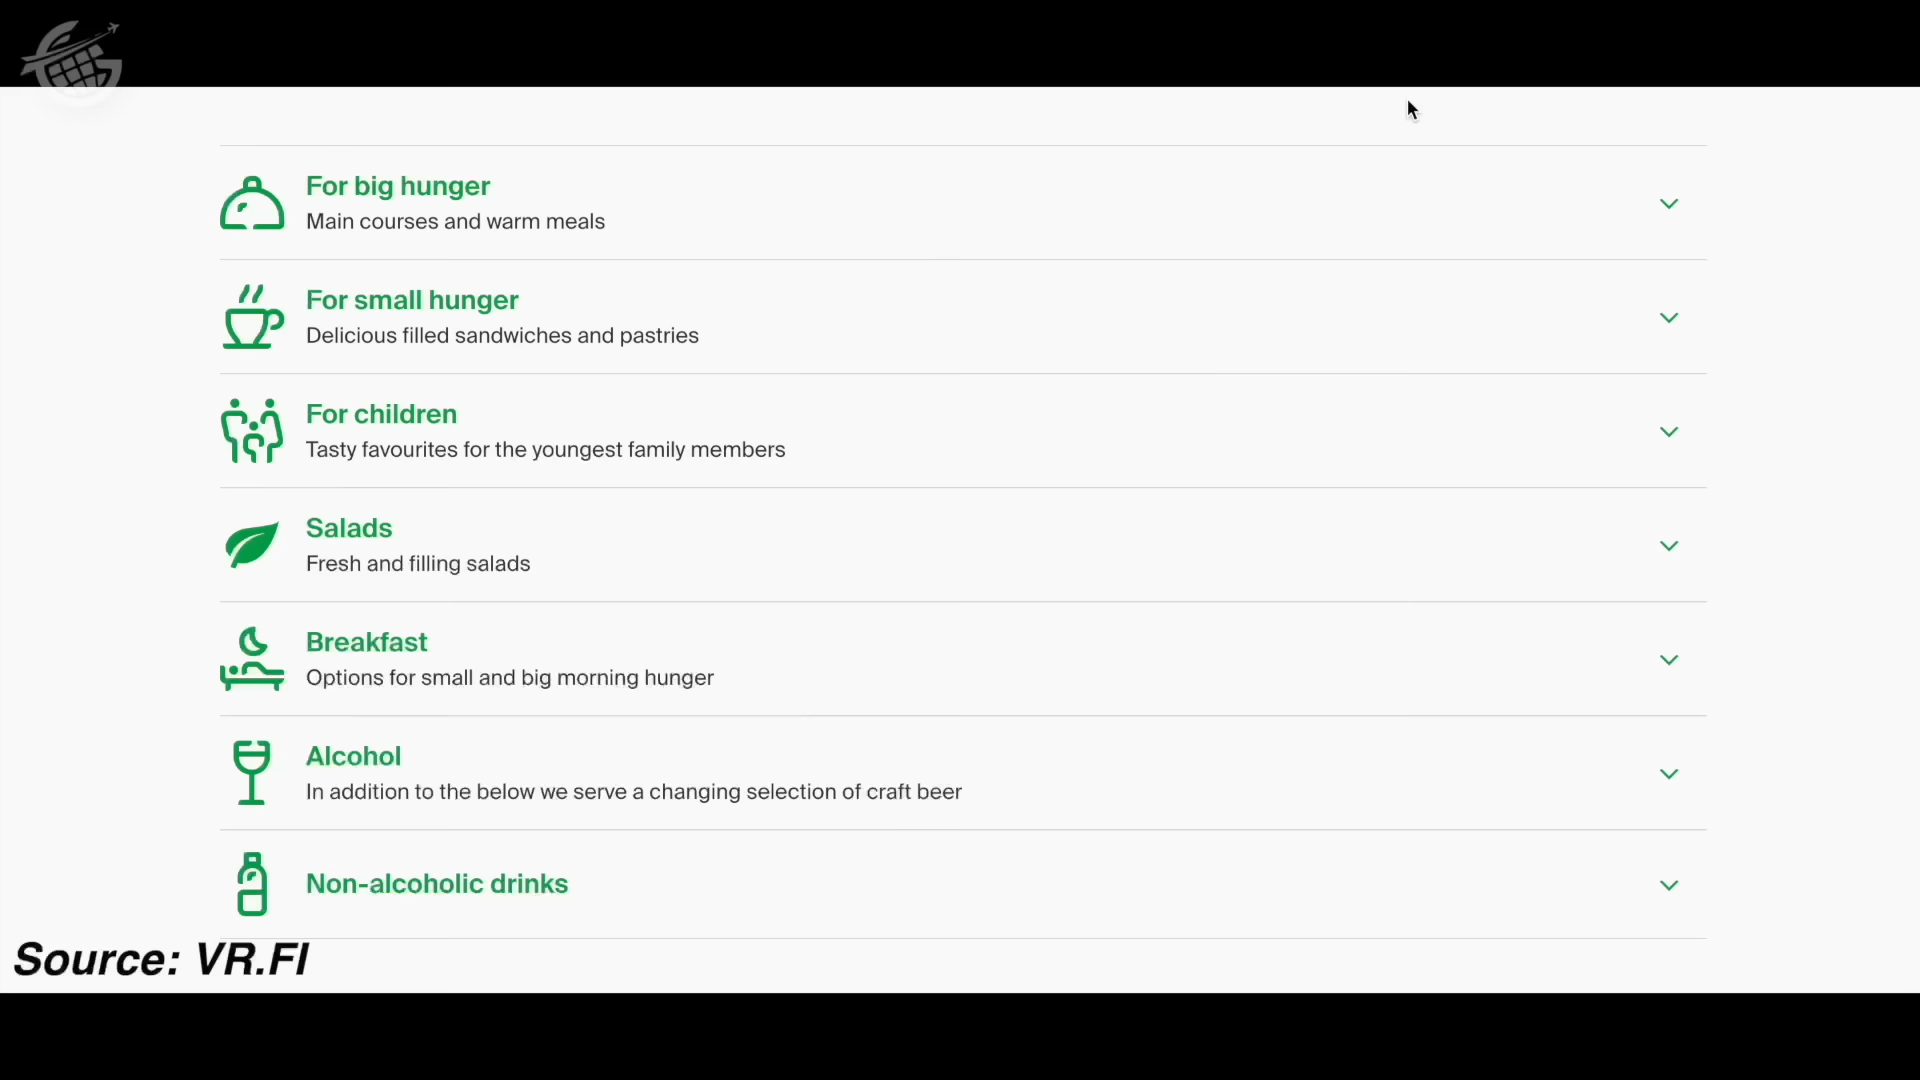 For big hunger
Main courses and warm meals
For small hunger
Delicious filled sandwiches and pastries
For children
Tasty favourites for the youngest family members
Salads
Fresh and filling salads
Breakfast
Options for small and big morning hunger
Alcohol
In addition to the below we serve a changing selection of craft beer
Non-alcoholic drinks
Source: VR.FI